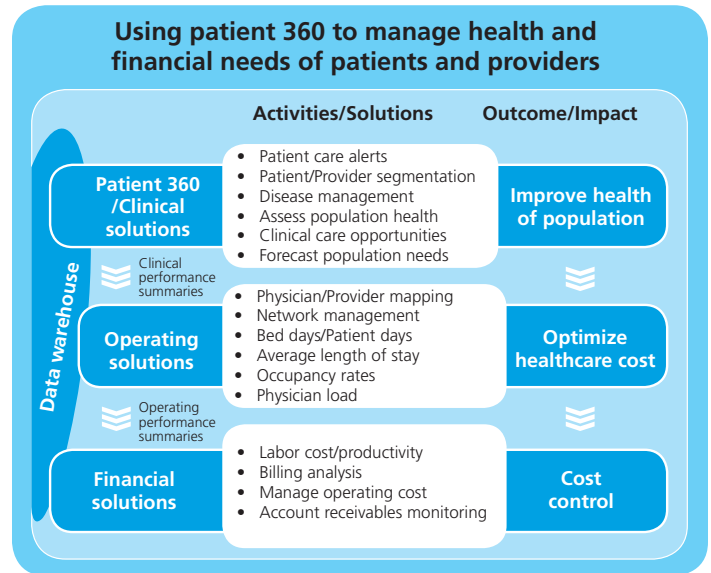 Using patient 360 to manage health and
financial needs of patients and providers
Activities/Solutions
Outcome/Impact
Data warehouse
Patient 360
/Clinical
solutions
• Patient care alerts
• Patient/Provider segmentation
• Disease management
• Assess population health
• Clinical care opportunities
• Forecast population needs
Improve health
of population
Clinical
performance
summaries
Operating
solutions
• Physician/Provider mapping
• Network management
• Bed days/Patient days
• Average length of stay
• Occupancy rates
• Physician load
Optimize
healthcare cost
Operating
performance
summaries
Financial
solutions
• Labor cost/productivity
• Billing analysis
• Manage operating cost
• Account receivables monitoring
Cost
control